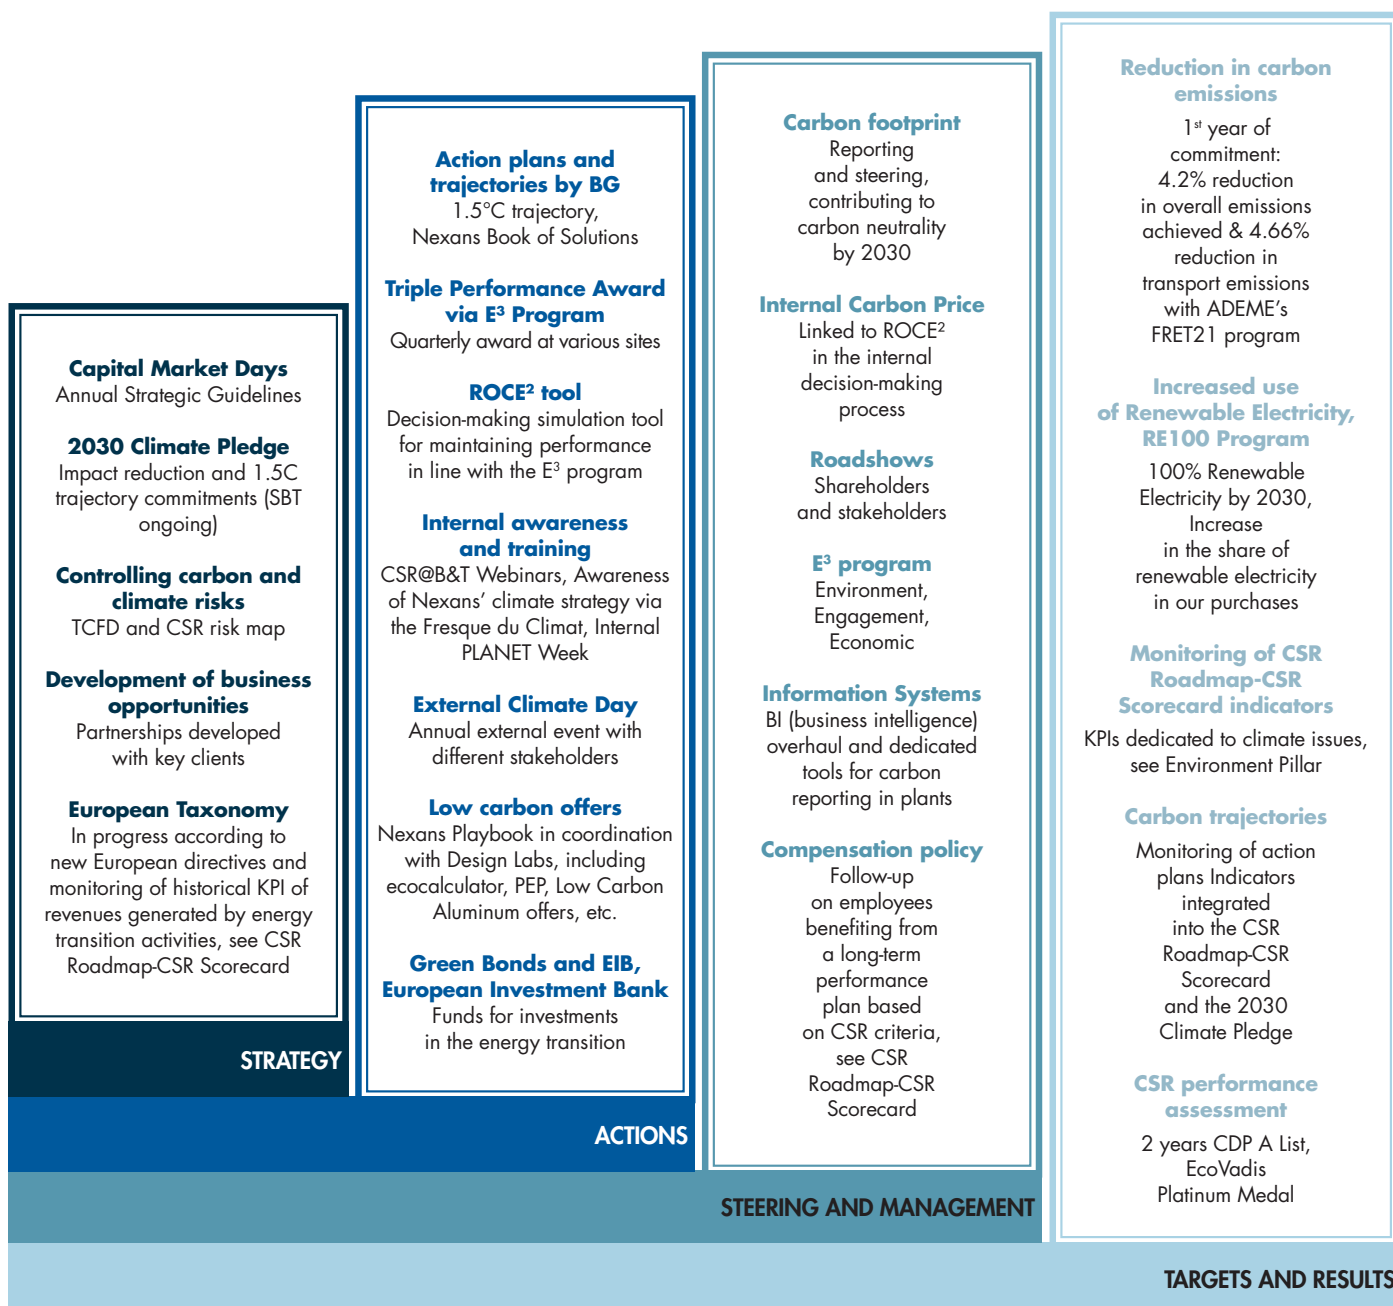 Capital Market Days
Annual Strategic Guidelines
2030 Climate Pledge
Impact reduction and 1.5C
trajectory commitments (SBT
ongoing)
Controlling carbon and
climate risks
TCFD and CSR risk map
Development of business
opportunities
Partnerships developed
with key clients
European Taxonomy
In progress according to
new European directives and
monitoring of historical KPI of
revenues generated by energy
transition activities, see CSR
Roadmap-CSR Scorecard
STRATEGY
Action plans and
trajectories by BG
1.5°C trajectory,
Nexans Book of Solutions
Triple Performance Award
via E³ Program
Quarterly award at various sites
ROCE² tool
Decision-making simulation tool
for maintaining performance
in line with the E³ program
Internal awareness
and training
CSR@B&T Webinars, Awareness
of Nexans’ climate strategy via
the Fresque du Climat, Internal
PLANET Week
External Climate Day
Annual external event with
different stakeholders
Low carbon offers
Nexans Playbook in coordination
with Design Labs, including
ecocalculator, PEP, Low Carbon
Aluminum offers, etc.
Green Bonds and EIB,
European Investment Bank
Funds for investments
in the energy transition
ACTIONS
Carbon footprint
Reporting
and steering,
contributing to
carbon neutrality
by 2030
Internal Carbon Price
Linked to ROCE²
in the internal
decision-making
process
Roadshows
Shareholders
and stakeholders
E³ program
Environment,
Engagement,
Economic
Information Systems
BI (business intelligence)
overhaul and dedicated
tools for carbon
reporting in plants
Compensation policy
Follow-up
on employees
benefiting from
a long-term
performance
plan based
on CSR criteria,
see CSR
Roadmap-CSR
Scorecard
STEERING AND MANAGEMENT
Reduction in carbon
emissions
1st year of
commitment:
4.2% reduction
in overall emissions
achieved & 4.66%
reduction in
transport emissions
with ADEME’s
FRET21 program
Increased use
of Renewable Electricity,
RE100 Program
100% Renewable
Electricity by 2030,
Increase
in the share of
renewable electricity
in our purchases
Monitoring of CSR
Roadmap-CSR
Scorecard indicators
KPIs dedicated to climate issues,
see Environment Pillar
Carbon trajectories
Monitoring of action
plans Indicators
integrated
into the CSR
Roadmap-CSR
Scorecard
and the 2030
Climate Pledge
CSR performance
assessment
2 years CDP A List,
EcoVadis
Platinum Medal
TARGETS AND RESULTS